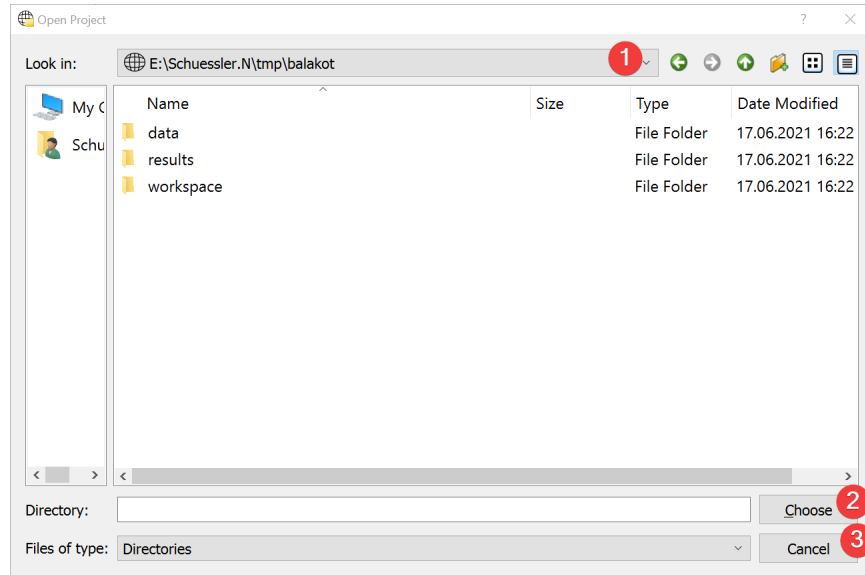 Open Project
?
Look in: E:\Schuessler.N\tmp\balakot 1
My C
Schu
Name Size Type Date Modified
data File Folder 17.06.2021 16:22
results File Folder 17.06.2021 16:22
workspace File Folder 17.06.2021 16:22
Directory: Choose 2
Files of type: Directories Cancel 3